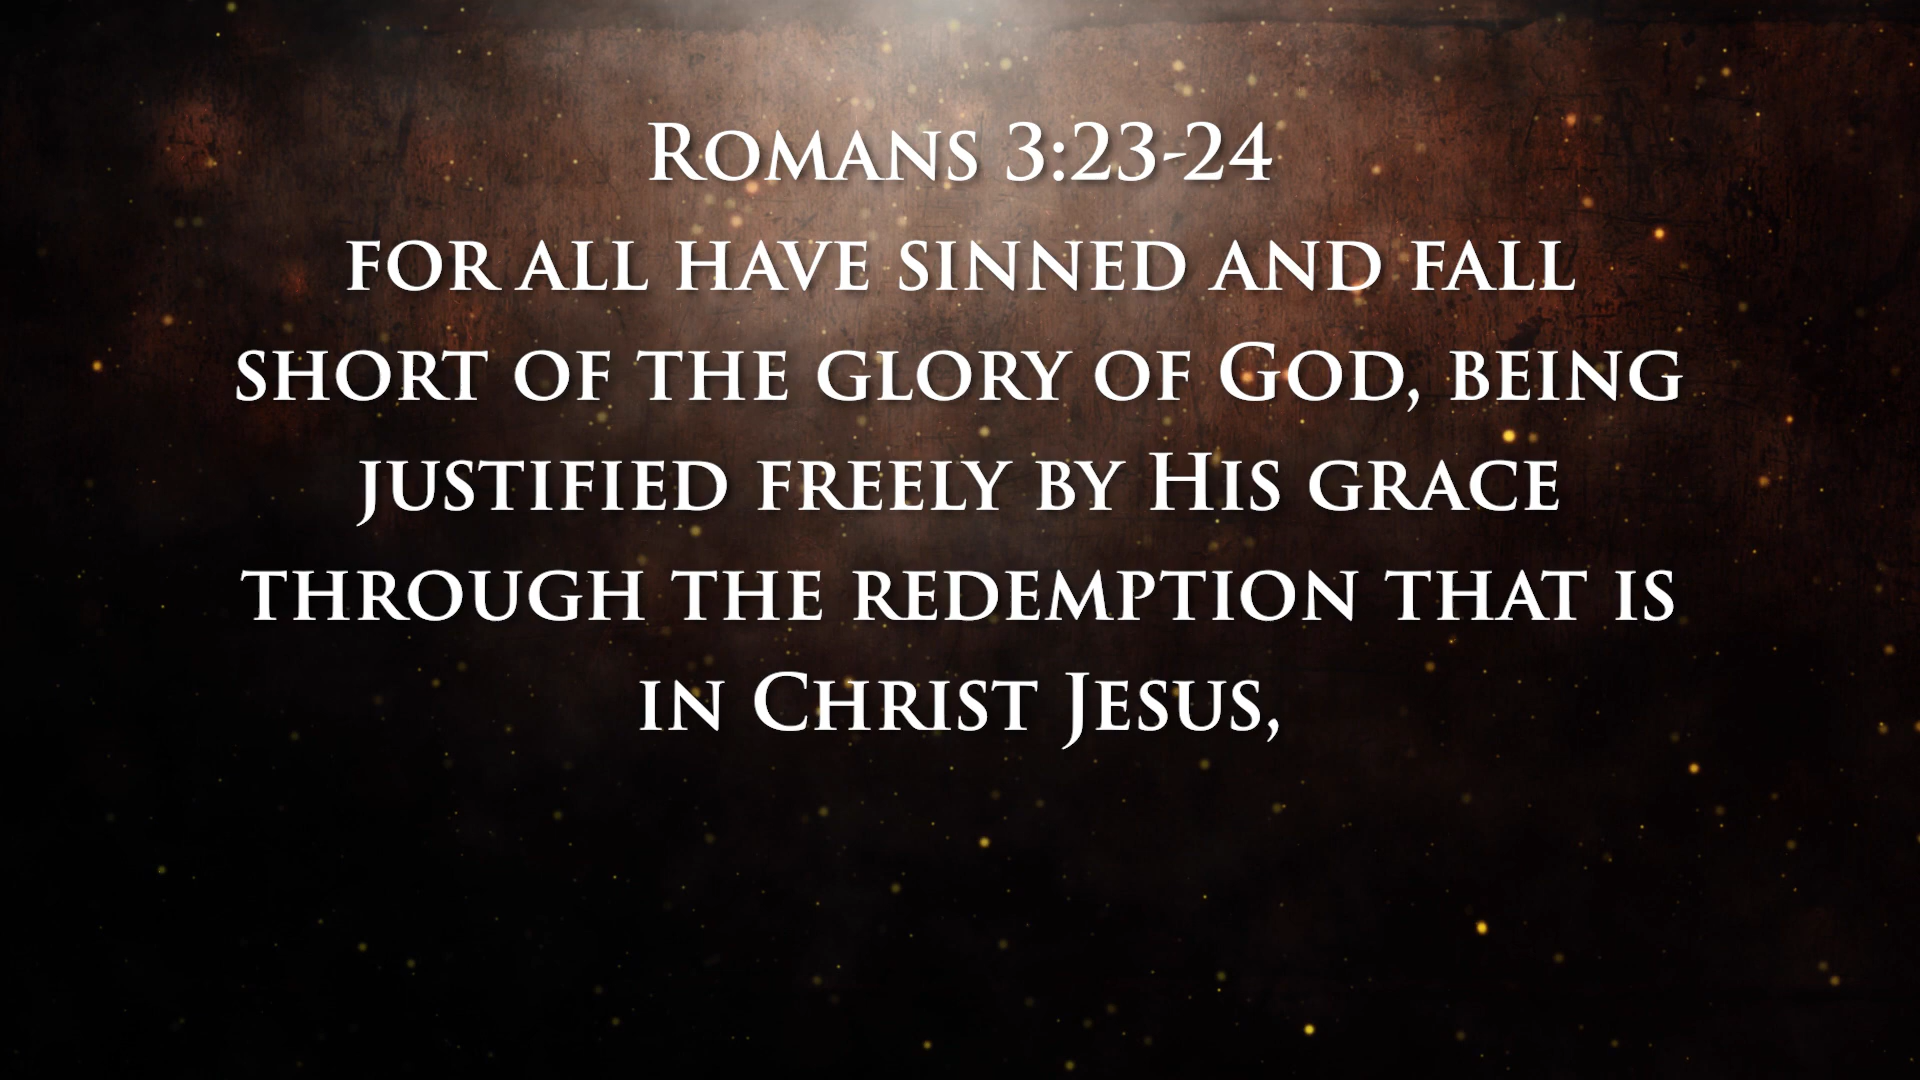 Romans 3:23-24
for all have sinned and fall
short of the glory of God, being
justified freely by His grace
through the redemption that is
in Christ Jesus,